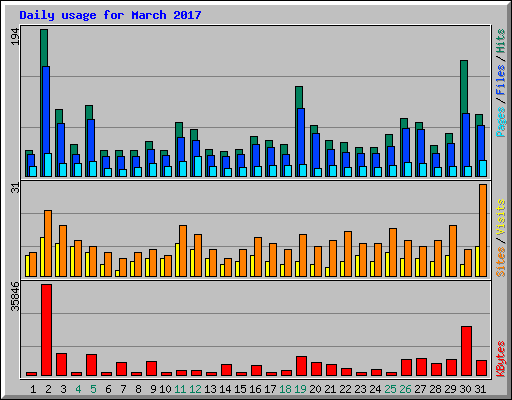 Daily usage for March 2017
194
Pages / Files / Hits
31
Sites / Visits
35846
KBytes
1 2 3 4 5 6 7 8 9 10 11 12 13 14 15 16 17 18 19 20 21 22 23 24 25 26 27 28 29 30 31